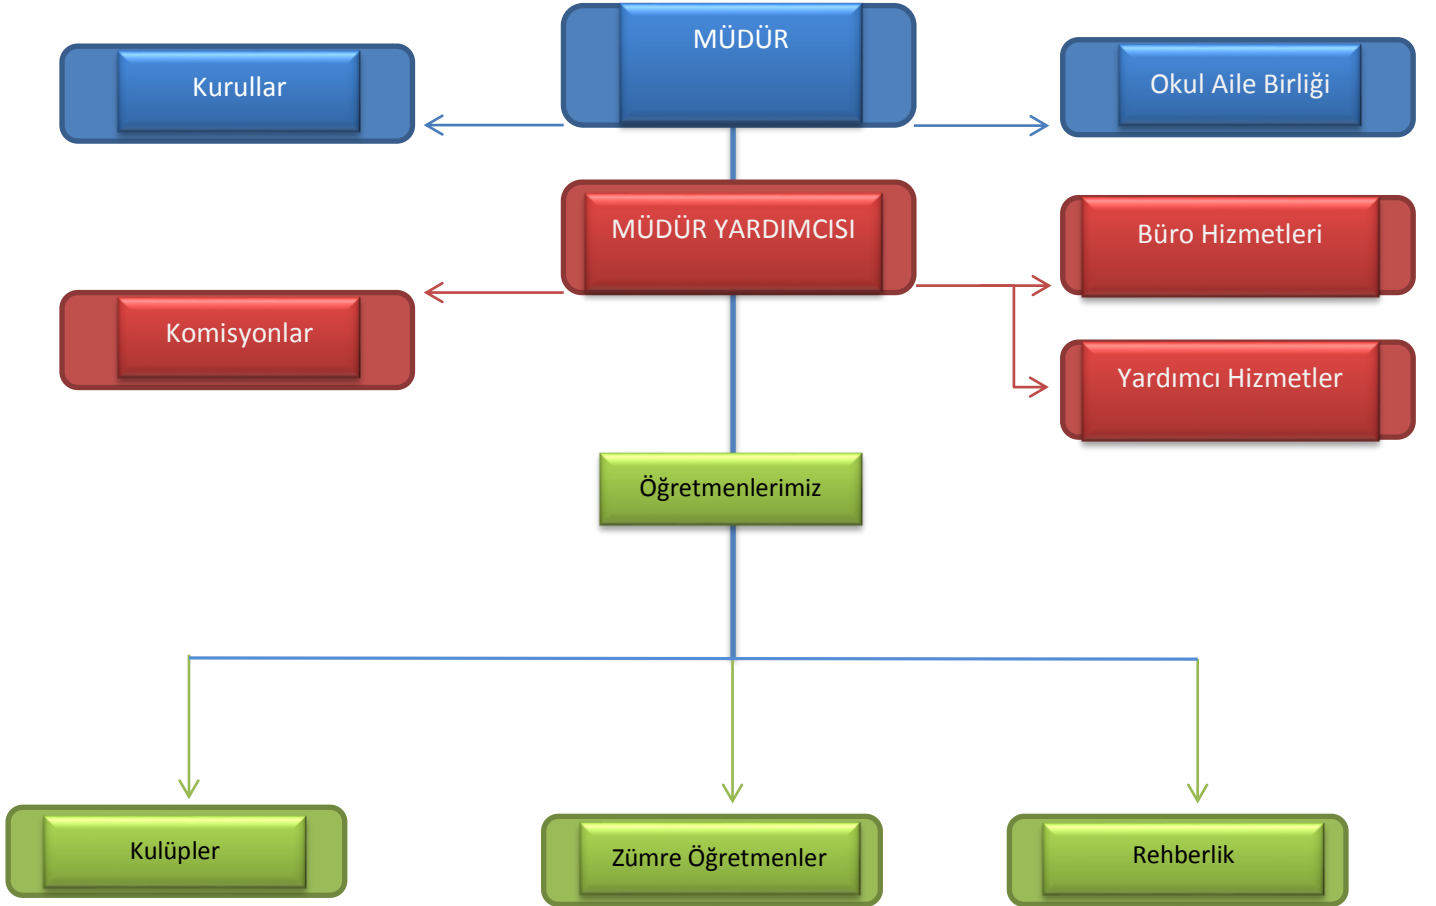 MÜDÜR
Kurullar
Okul Aile Birliği
MÜDÜR YARDIMCISI
Büro Hizmetleri
Komisyonlar
Yardımcı Hizmetler
Öğretmenlerimiz
Kulüpler
Zümre Öğretmenler
Rehberlik